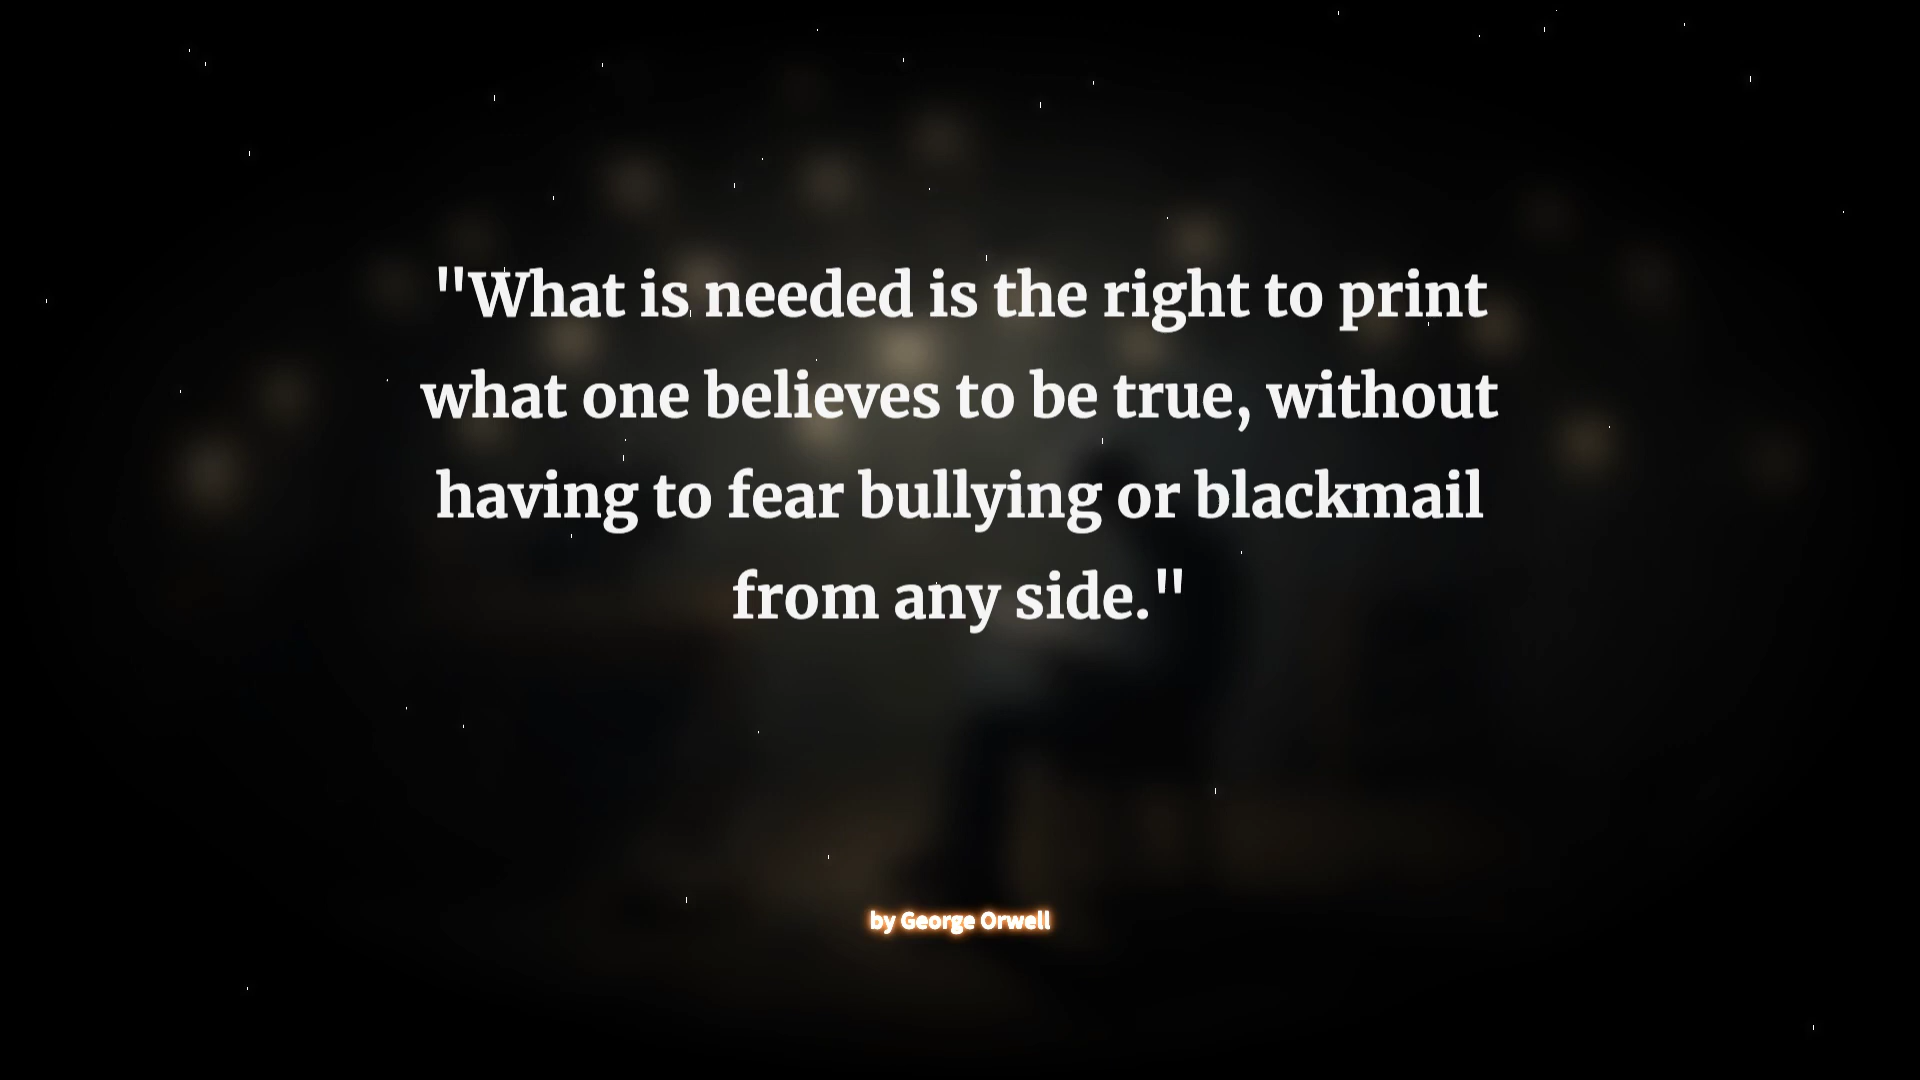 "What is needed is the right to print
what one believes to be true, without
having to fear bullying or blackmail
from any side."
by George Orwell